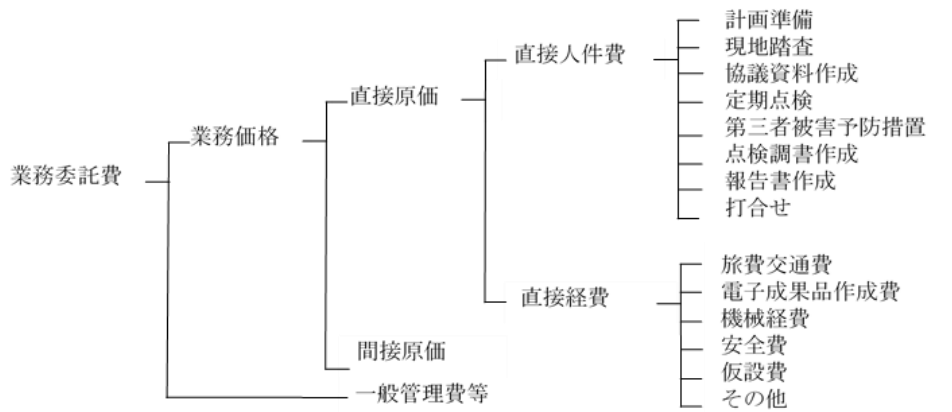 業務委託費
業務価格
直接原価
直接人件費
計画準備
現地踏査
協議資料作成
定期点検
第三者被害予防措置
点検調書作成
報告書作成
打合せ
直接経費
旅費交通費
電子成果品作成費
機械経費
安全費
仮設費
その他
間接原価
一般管理費等